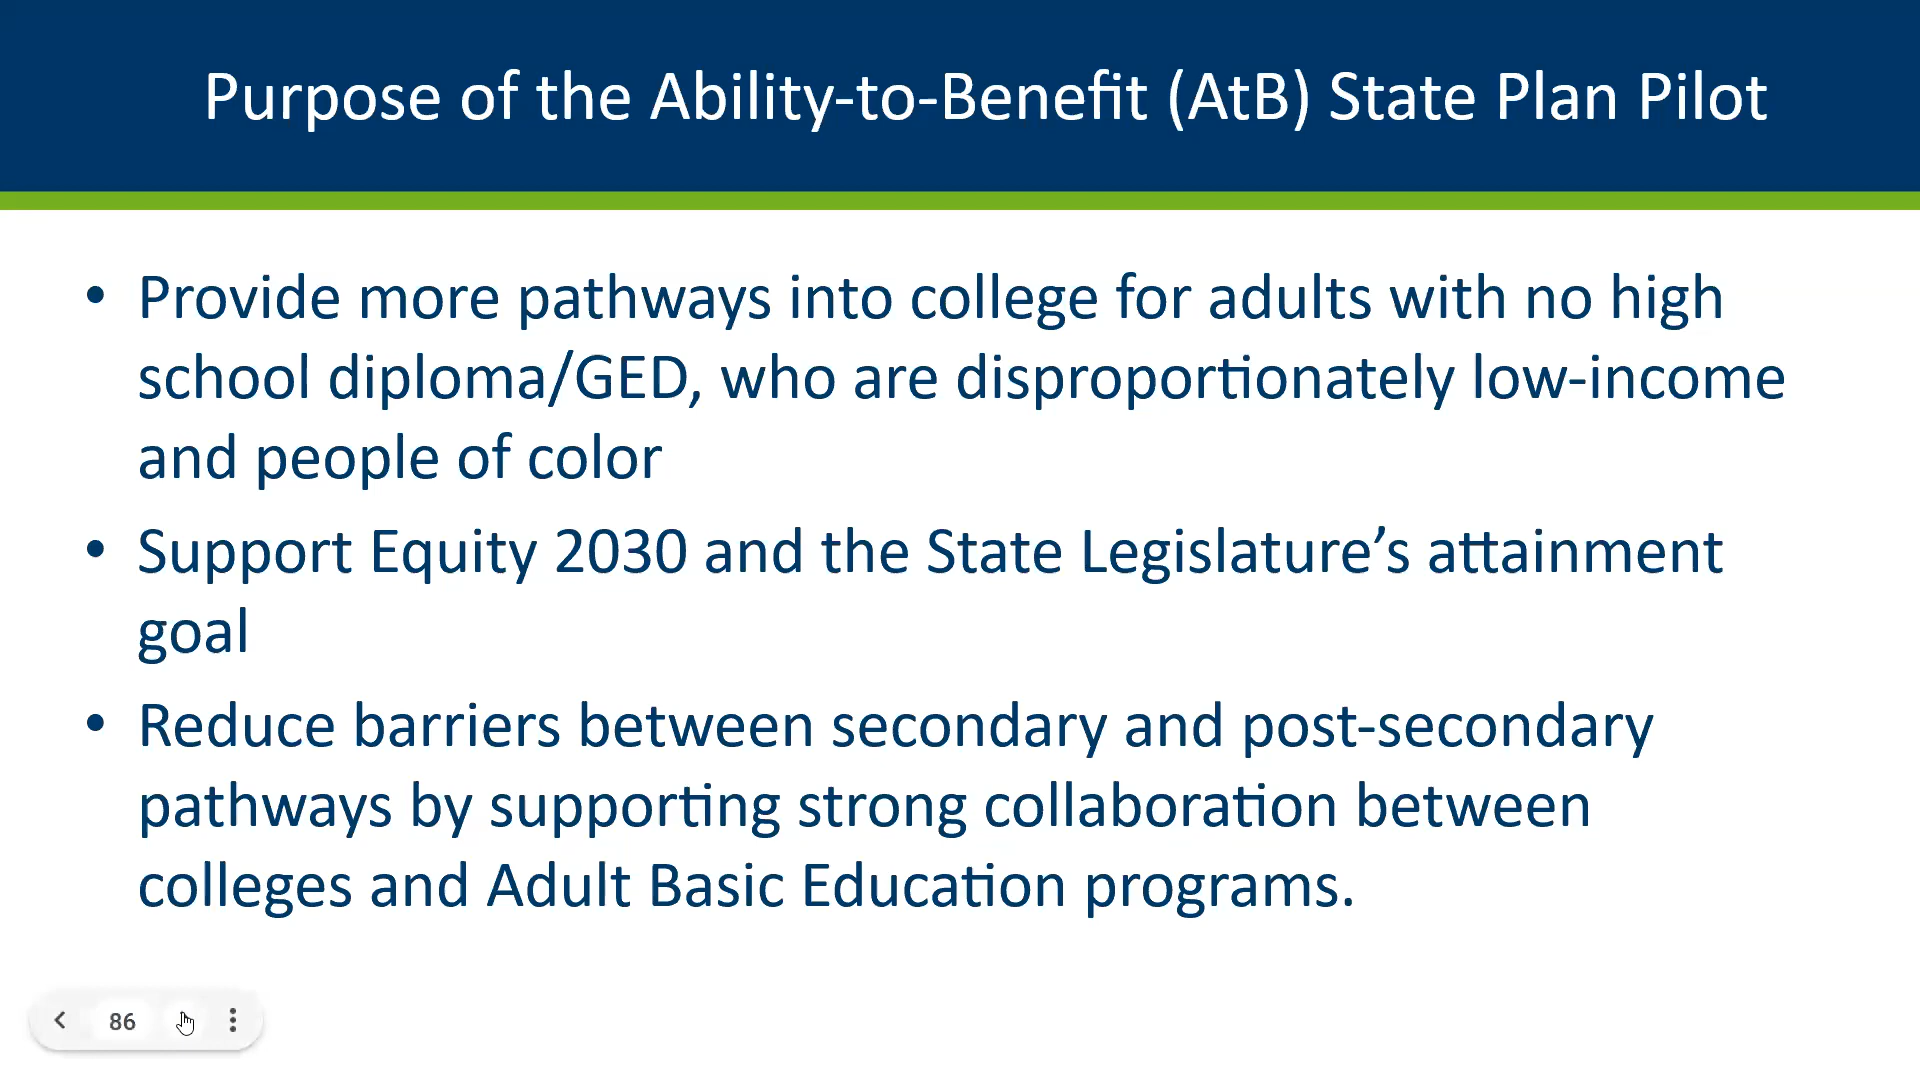 Purpose of the Ability-to-Benefit (AtB) State Plan Pilot
• Provide more pathways into college for adults with no high
school diploma/GED, who are disproportionately low-income
and people of color
• Support Equity 2030 and the State Legislature’s attainment
goal
• Reduce barriers between secondary and post-secondary
pathways by supporting strong collaboration between
colleges and Adult Basic Education programs.
86